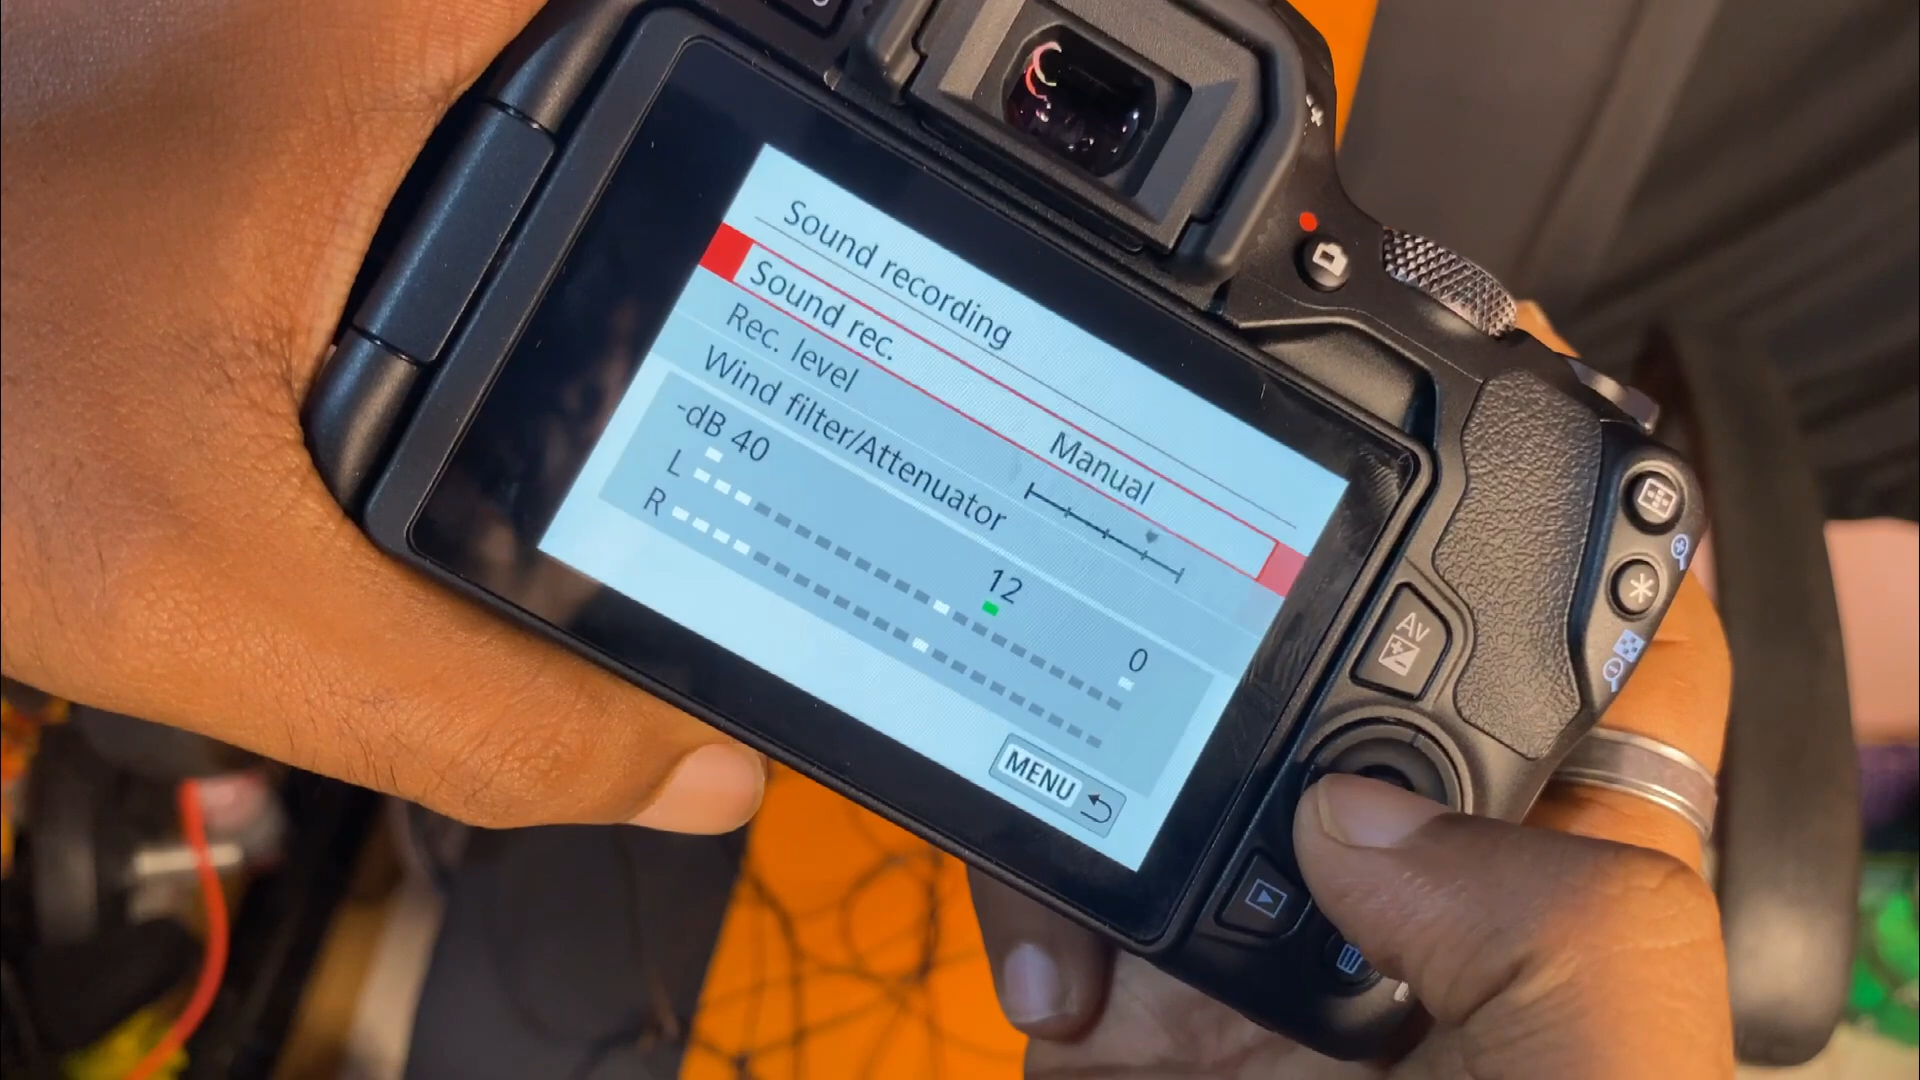 Sound recording
Sound rec. Manual
Rec. level
Wind filter/Attenuator
-dB 40 12 0
L
R
MENU
Av